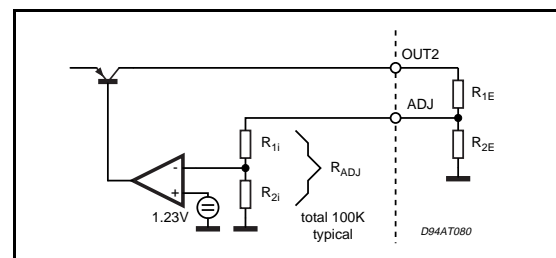 OUT2
R1E
ADJ
R1i
R2E
-
RADJ
+
R2i
1.23V
total 100K
typical
D94AT080